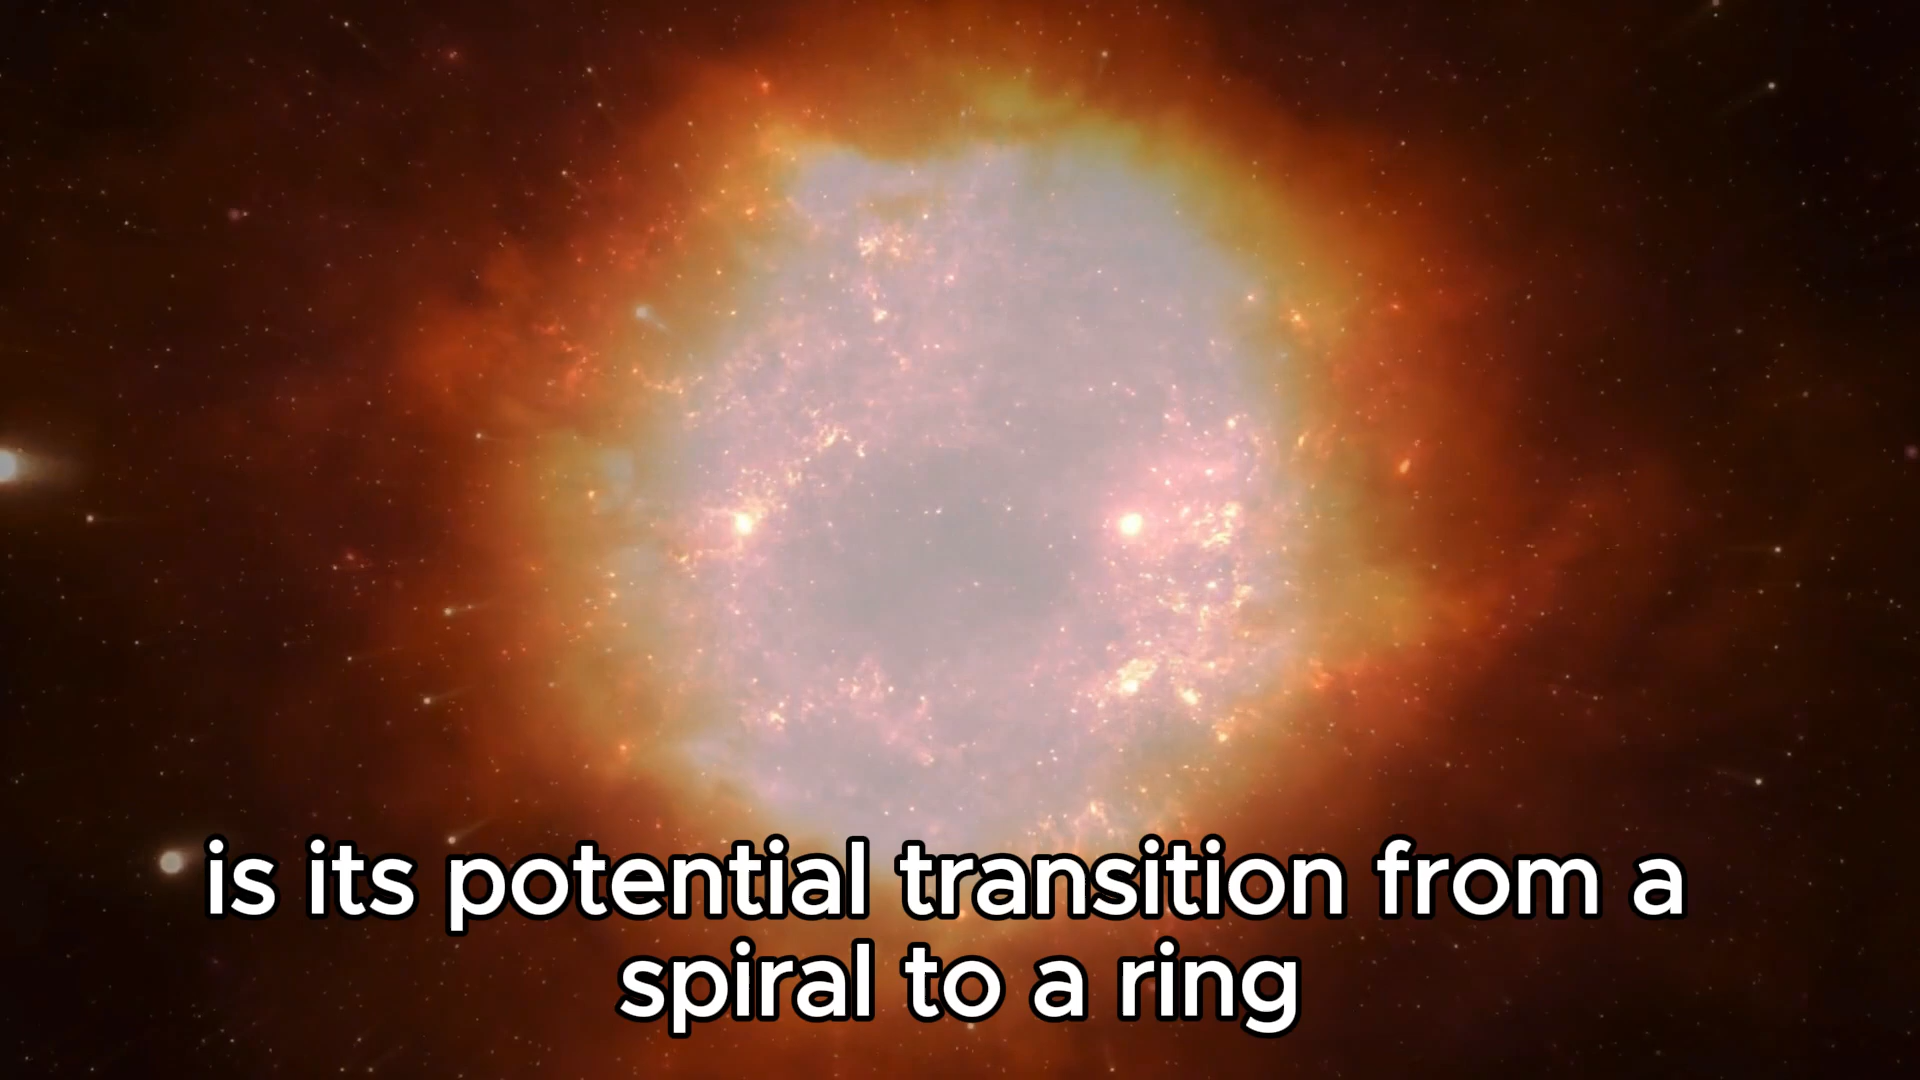 is its potential transition from a
spiral to a ring